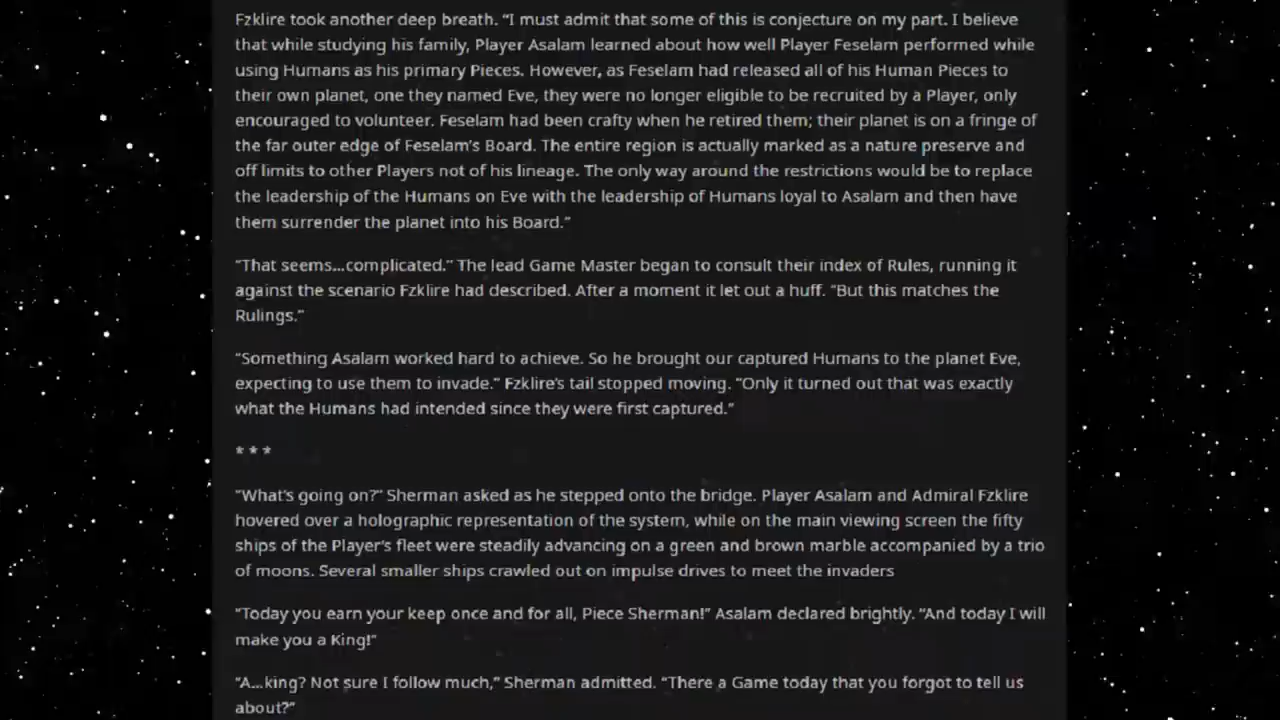 Fzklire took another deep breath. “I must admit that some of this is conjecture on my part. I believe
that while studying his family, Player Asalam learned about how well Player Feselam performed while
using Humans as his primary Pieces. However, as Feselam had released all of his Human Pieces to
their own planet, one they named Eve, they were no longer eligible to be recruited by a Player, only
encouraged to volunteer. Feselam had been crafty when he retired them; their planet is on a fringe of
the far outer edge of Feselam’s Board. The entire region is actually marked as a nature preserve and
off limits to other Players not of his lineage. The only way around the restrictions would be to replace
the leadership of the Humans on Eve with the leadership of Humans loyal to Asalam and then have
them surrender the planet into his Board.”
“That seems…complicated.” The lead Game Master began to consult their index of Rules, running it
against the scenario Fzklire had described. After a moment it let out a huff. “But this matches the
Rulings.”
“Something Asalam worked hard to achieve. So he brought our captured Humans to the planet Eve,
expecting to use them to invade.” Fzklire’s tail stopped moving. “Only it turned out that was exactly
what the Humans had intended since they were first captured.”
* * *
“What’s going on?” Sherman asked as he stepped onto the bridge. Player Asalam and Admiral Fzklire
hovered over a holographic representation of the system, while on the main viewing screen the fifty
ships of the Player’s fleet were steadily advancing on a green and brown marble accompanied by a trio
of moons. Several smaller ships crawled out on impulse drives to meet the invaders
“Today you earn your keep once and for all, Piece Sherman!” Asalam declared brightly. “And today I will
make you a King!”
“A…king? Not sure I follow much,” Sherman admitted. “There a Game today that you forgot to tell us
about?”